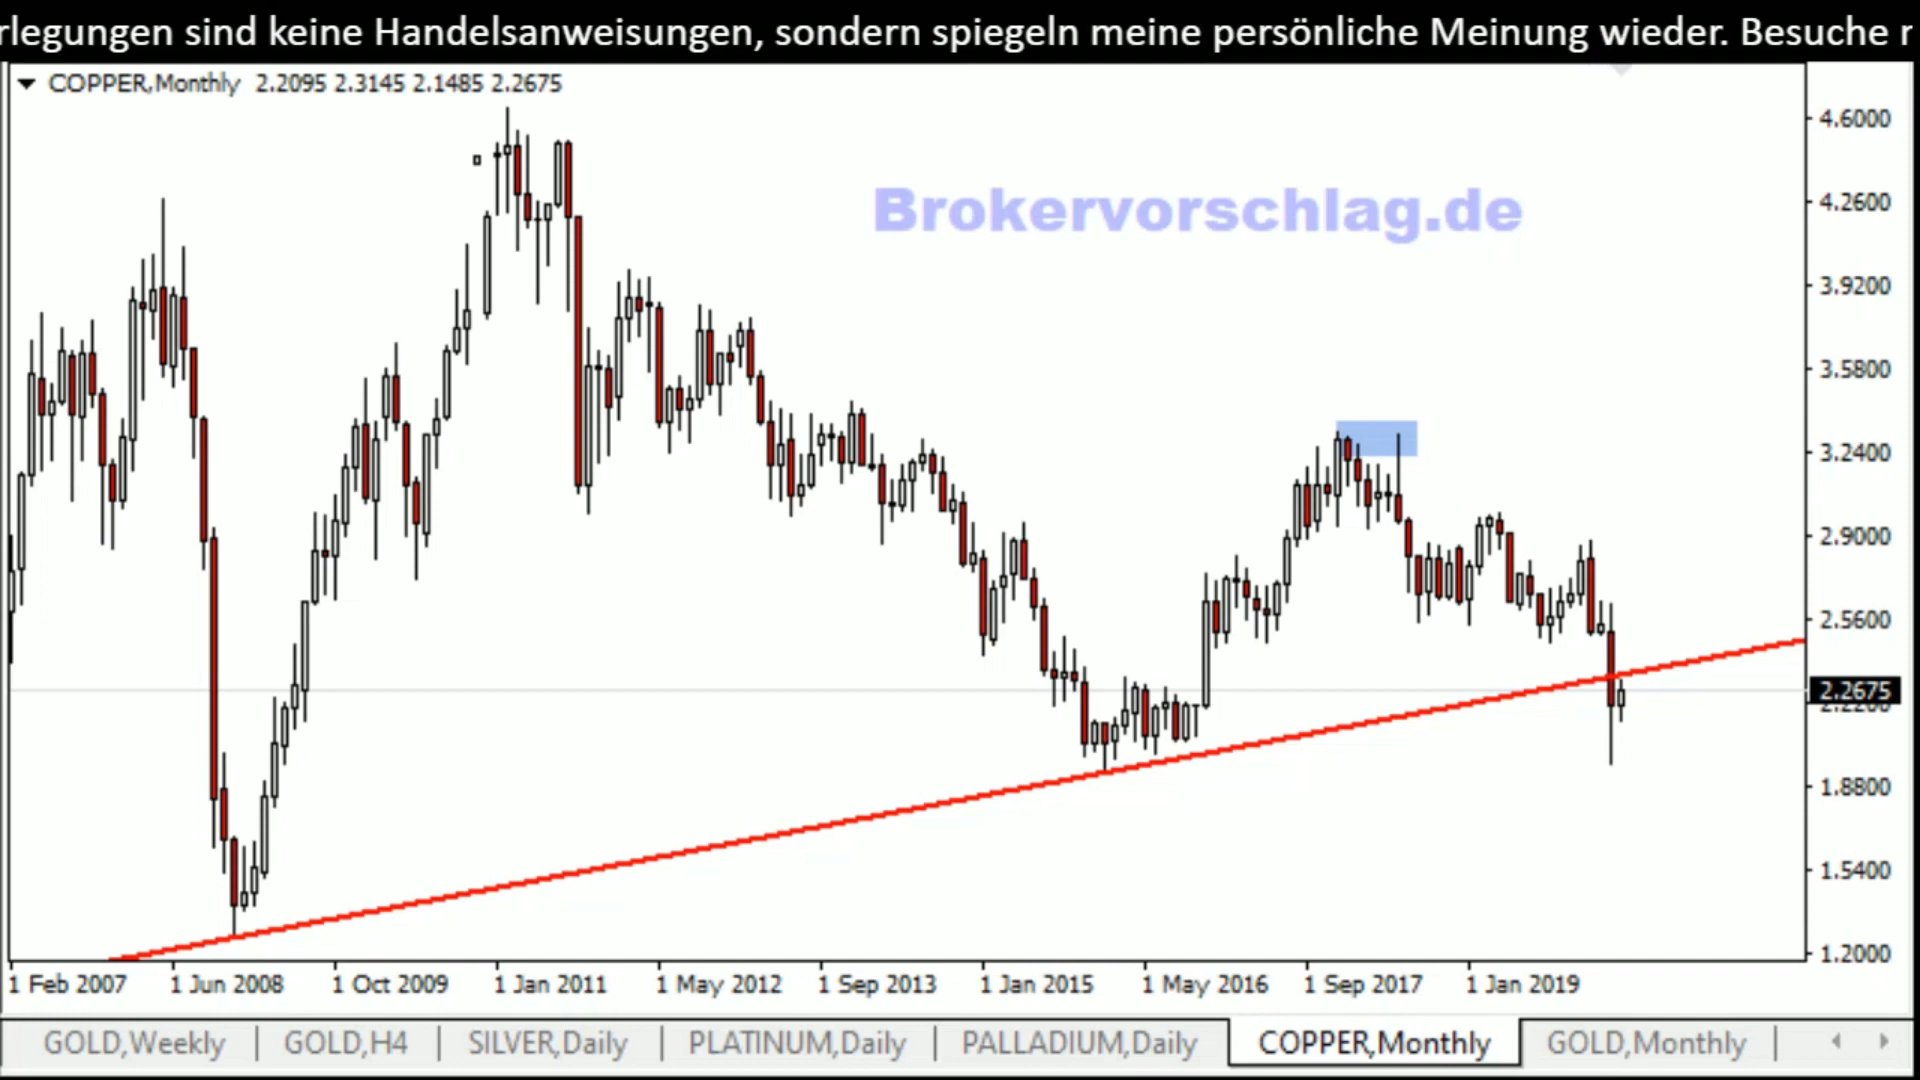 rlegungen sind keine Handelsanweisungen, sondern spiegeln meine persönliche Meinung wieder. Besuche
COPPER,Monthly 2.2095 2.3145 2.1485 2.2675
Brokervorschlag.de
4.6000
4.2600
3.9200
3.5800
3.2400
2.9000
2.5600
2.2675
2.2200
1.8800
1.5400
1.2000
1 Feb 2007 1 Jun 2008 1 Oct 2009 1 Jan 2011 1 May 2012 1 Sep 2013 1 Jan 2015 1 May 2016 1 Sep 2017 1 Jan 2019
GOLD,Weekly GOLD,H4 SILVER,Daily PLATINUM,Daily PALLADIUM,Daily COPPER,Monthly GOLD,Monthly